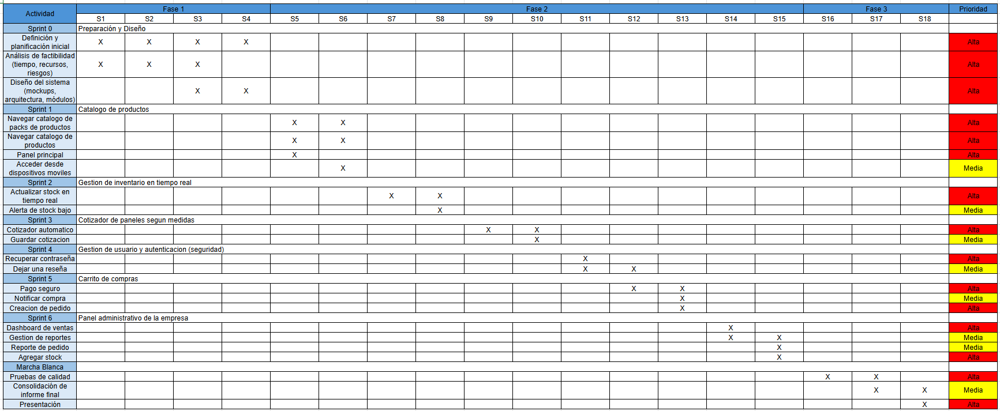 Actividad Fase 1 Fase 2 Fase 3 Prioridad
S1 S2 S3 S4 S5 S6 S7 S8 S9 S10 S11 S12 S13 S14 S15 S16 S17 S18
Sprint 0 Preparación y Diseño
Definición y
planificación inicial X X X X Alta
Análisis de factibilidad
(tiempo, recursos, X X X Alta
riesgos)
Diseño del sistema
(mockups, X X Alta
arquitectura, módulos)
Sprint 1 Catalogo de productos
Navegar catalogo de
packs de productos X X Alta
Navegar catalogo de
productos X X Alta
Panel principal X Alta
Acceder desde
dispositivos moviles X Media
Sprint 2 Gestion de inventario en tiempo real
Actualizar stock en
tiempo real X X Alta
Alerta de stock bajo X Media
Sprint 3 Cotizador de paneles segun medidas
Cotizador automatico X X Alta
Guardar cotizacion X Media
Sprint 4 Gestion de usuario y autenticacion (seguridad)
Recuperar contraseña X Alta
Dejar una reseña X X Media
Sprint 5 Carrito de compras
Pago seguro X X Alta
Notificar compra X Media
Creacion de pedido X Alta
Sprint 6 Panel administrativo de la empresa
Dashboard de ventas X Alta
Gestion de reportes X X Media
Reporte de pedido X Media
Agregar stock X Alta
Marcha Blanca
Pruebas de calidad X X Alta
Consolidación de
informe final X X Media
Presentación X Alta